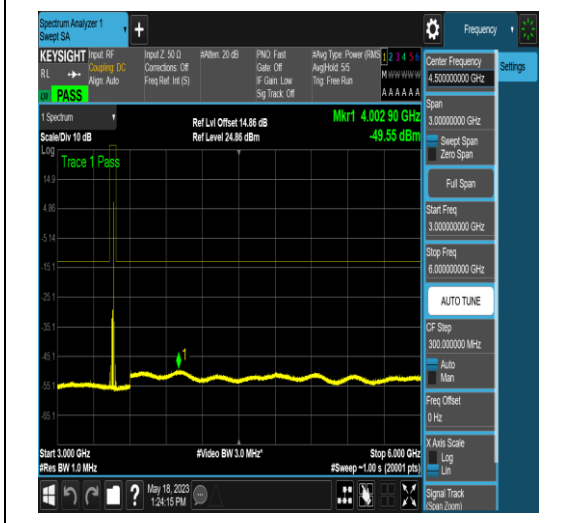 Spectrum Analyzer 1
Swept SA
+
Frequency
KEYSIGHT
Input: RF
Coupling: DC
Align: Auto
RL
PASS
Input Z: 50 Ω
Corrections: Off
Freq Ref: Int (S)
#Atten: 20 dB
PNO: Fast
Gate: Off
IF Gain: Low
Sig Track: Off
#Avg Type: Power (RMS
Avg|Hold: 5/5
Trig: Free Run
1 2 3 4 5 6
M W W W W W
A A A A A A
1 Spectrum
Scale/Div 10 dB
Ref Lvl Offset 14.86 dB
Ref Level 24.86 dBm
Mkr1 4.002 90 GHz
-49.55 dBm
Log
Trace 1 Pass
14.9
4.86
-5.14
-15.1
-25.1
-35.1
-45.1
-55.1
-65.1
1
Start 3.000 GHz
#Res BW 1.0 MHz
#Video BW 3.0 MHz*
Stop 6.000 GHz
#Sweep ~1.00 s (20001 pts)
May 18, 2023
1:24:15 PM
Center Frequency
4.500000000 GHz
Settings
Span
3.00000000 GHz
Swept Span
Zero Span
Full Span
Start Freq
3.000000000 GHz
Stop Freq
6.000000000 GHz
AUTO TUNE
CF Step
300.000000 MHz
Auto
Man
Freq Offset
0 Hz
X Axis Scale
Log
Lin
Signal Track
(Span Zoom)